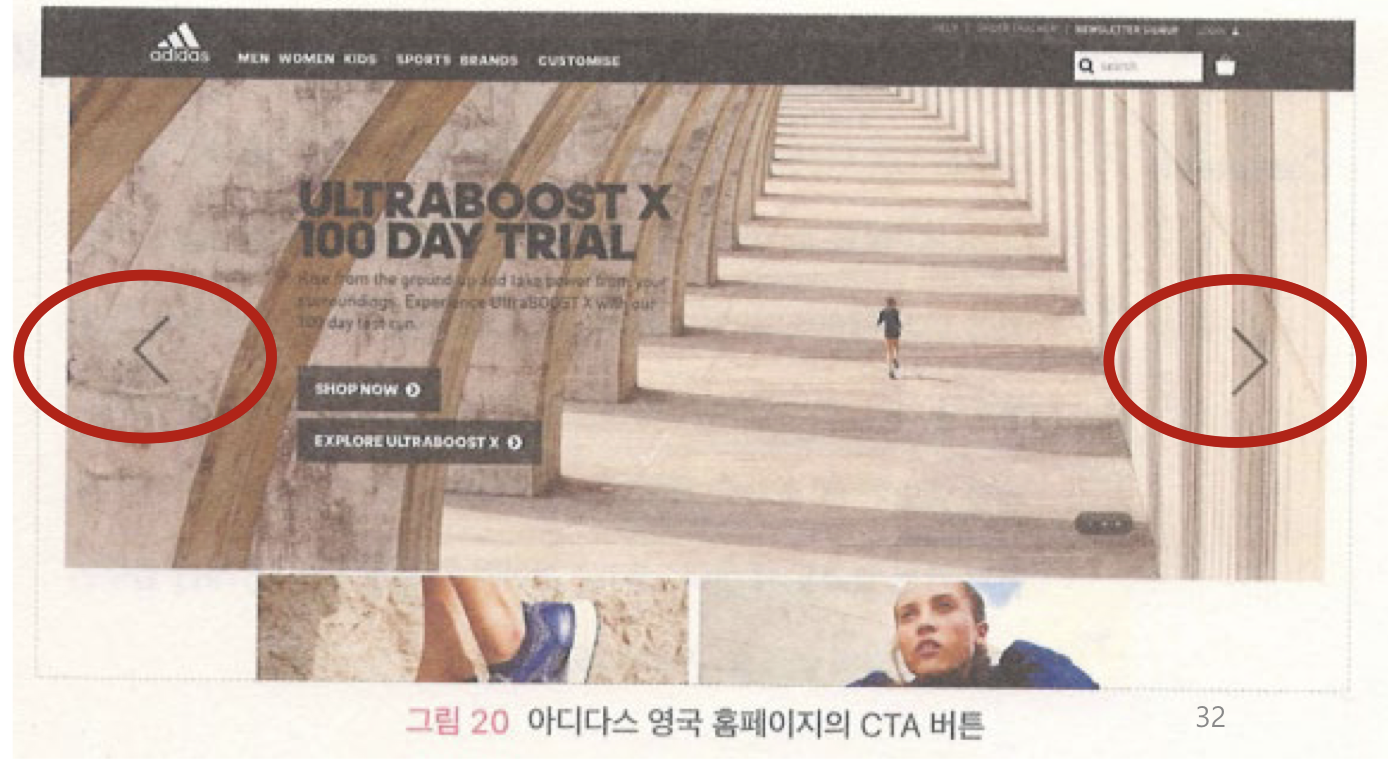 HELP | ORDER TRACKER | NEWSLETTER SIGNUP LOGIN
adidas
MEN WOMEN KIDS SPORTS BRANDS CUSTOMISE
search
ULTRABOOST X
100 DAY TRIAL
Rise from the ground up and take power from your
surroundings. Experience UltraBOOST X with our
100 day test run.
SHOP NOW
EXPLORE ULTRABOOST X
그림 20 아디다스 영국 홈페이지의 CTA 버튼
32